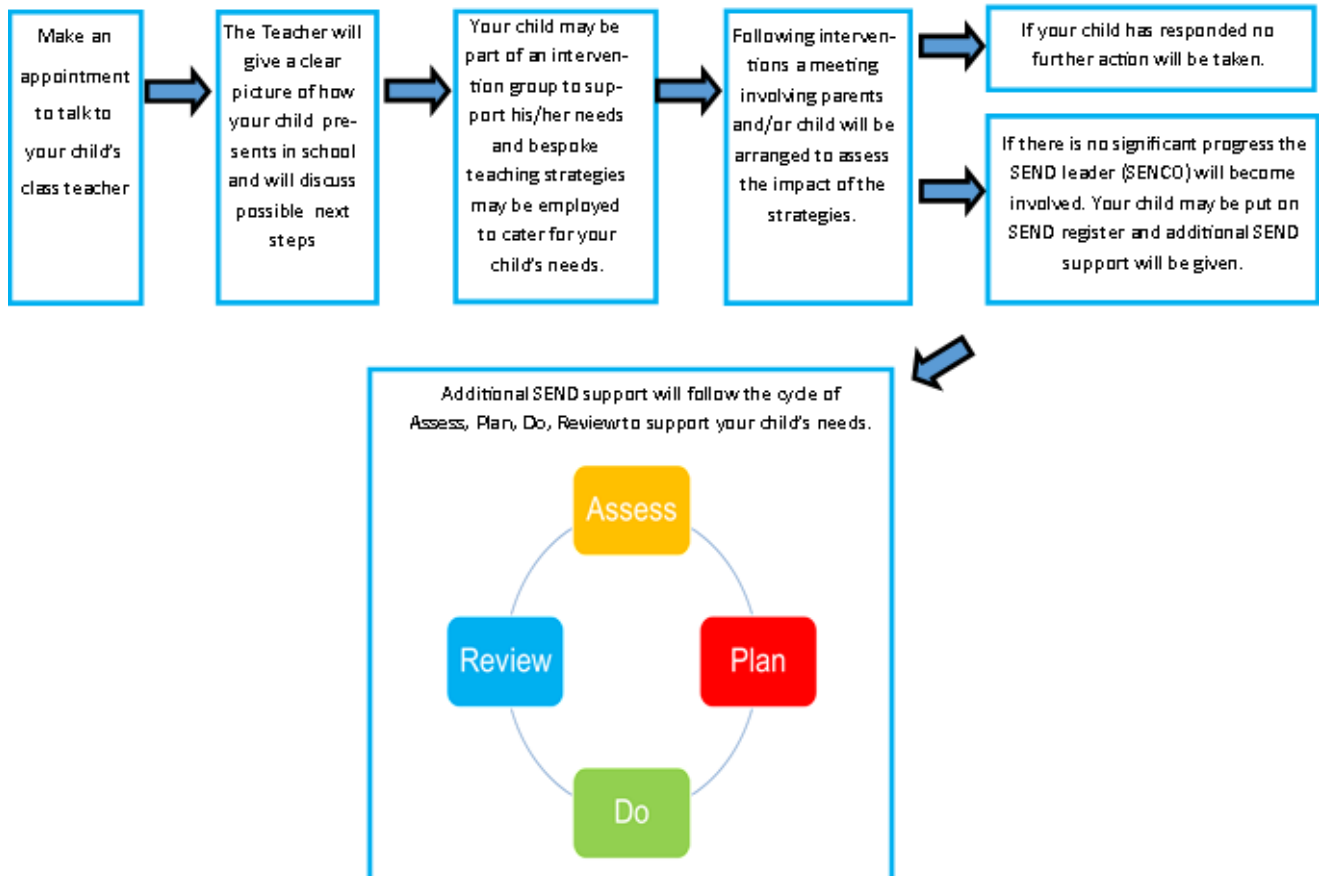 Make an
appointment
to talk to
your child's
class teacher
The Teacher will
give a clear
picture of how
your child pre-
sents in school
and will discuss
possible next
steps
Your child may be
part of an interven-
tion group to sup-
port his/her needs
and bespoke
teaching strategies
may be employed
to cater for your
child's needs.
Following interven-
tions a meeting
involving parents
and/or child will be
arranged to assess
the impact of the
strategies.
If your child has responded no
further action will be taken.
If there is no significant progress the
SEND leader (SENCO) will become
involved. Your child may be put on
SEND register and additional SEND
support will be given.
Additional SEND support will follow the cycle of
Assess, Plan, Do, Review to support your child's needs.
Assess
Plan
Do
Review